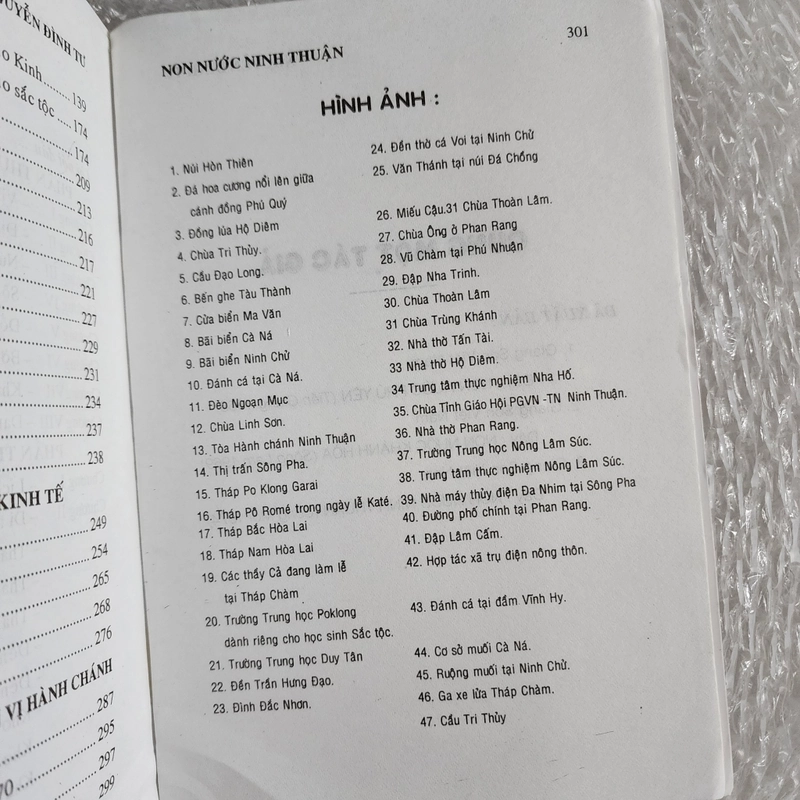 UYỄN ĐÌNH TƯ
o Kinh ......... 139
o sắc tộc ...... 174
174
209
213
216
217
221
227
229
231
234
237
238
KINH TẾ
249
254
265
268
276
VỊ HÀNH CHÁNH
287
295
297
299
NON NƯỚC NINH THUẬN
301
HÌNH ẢNH :
1. Núi Hòn Thiên
2. Đá hoa cương nổi lên giữa
cánh đồng Phú Quý
3. Đồng lúa Hộ Diêm
4. Chùa Tri Thủy.
5. Cầu Đạo Long.
6. Bến ghe Tàu Thành
7. Cửa biển Ma Văn
8. Bãi biển Cà Ná
9. Bãi biển Ninh Chử
10. Đánh cá tại Cà Ná.
11. Đèo Ngoạn Mục
12. Chùa Linh Sơn.
13. Tòa Hành chánh Ninh Thuận
14. Thị trấn Sông Pha.
15. Tháp Po Klong Garai
16. Tháp Pô Romé trong ngày lễ Katé.
17. Tháp Bắc Hòa Lai
18. Tháp Nam Hòa Lai
19. Các thầy Cả đang làm lễ
tại Tháp Chàm
20. Trường Trung học Poklong
dành riêng cho học sinh Sắc tộc.
21. Trường Trung học Duy Tân
22. Đền Trần Hưng Đạo.
23. Đình Đắc Nhơn.
24. Đền thờ cá Voi tại Ninh Chử
25. Văn Thánh tại núi Đá Chồng
26. Miếu Cậu.31 Chùa Thoàn Lâm.
27. Chùa Ông ở Phan Rang
28. Vũ Chàm tại Phú Nhuận
29. Đập Nha Trinh.
30. Chùa Thoàn Lâm
31 Chùa Trùng Khánh
32. Nhà thờ Tấn Tài.
33 Nhà thờ Hộ Diêm.
34 Trung tâm thực nghiệm Nha Hố.
35. Chùa Tỉnh Giáo Hội PGVN -TN Ninh Thuận.
36. Nhà thờ Phan Rang.
37. Trường Trung học Nông Lâm Súc.
38. Trung tâm thực nghiệm Nông Lâm Súc.
39. Nhà máy thủy điện Đa Nhim tại Sông Pha
40. Đường phố chính tại Phan Rang.
41. Đập Lâm Cấm.
42. Hợp tác xã trụ điện nông thôn.
43. Đánh cá tại đầm Vĩnh Hy.
44. Cơ sở muối Cà Ná.
45. Ruộng muối tại Ninh Chử.
46. Ga xe lửa Tháp Chàm.
47. Cầu Tri Thủy